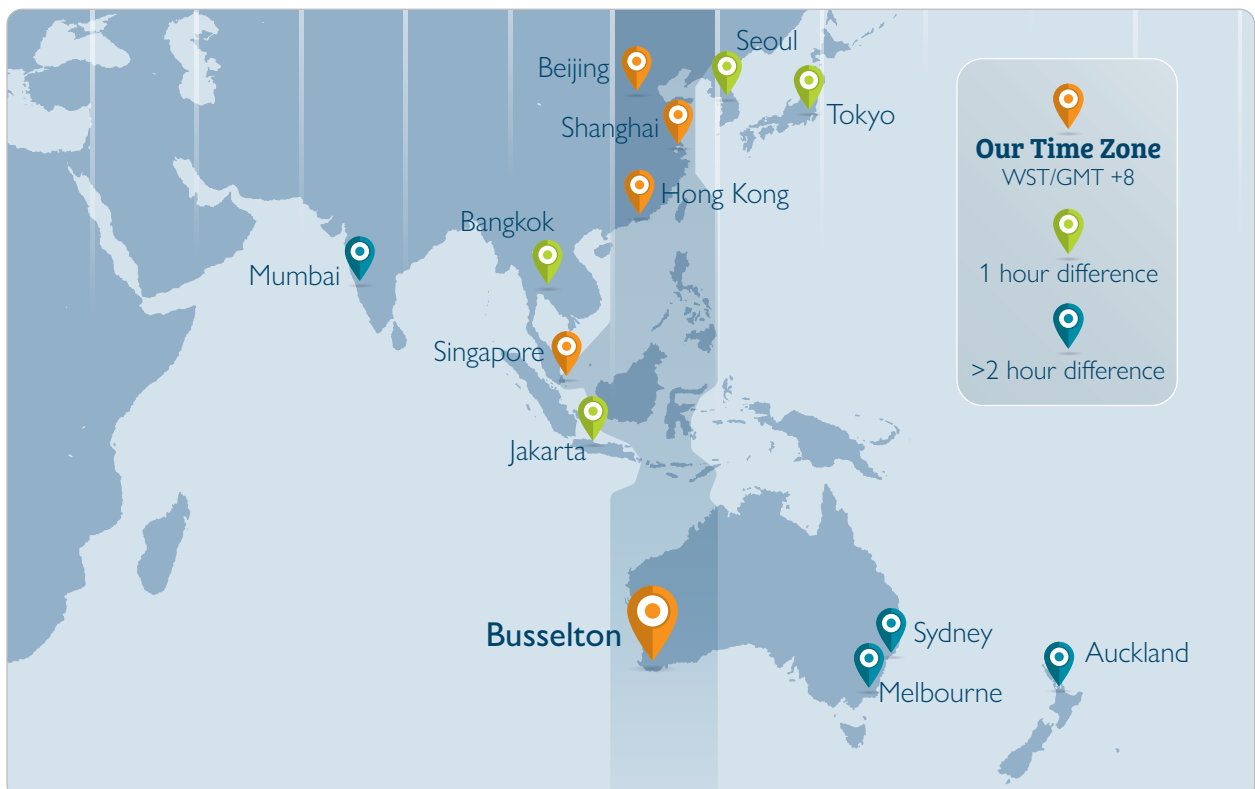 Seoul
Beijing
Tokyo
Shanghai
Hong Kong
Bangkok
Mumbai
Singapore
Jakarta
Busselton
Sydney
Auckland
Melbourne
Our Time Zone
WST/GMT +8
1 hour difference
>2 hour difference